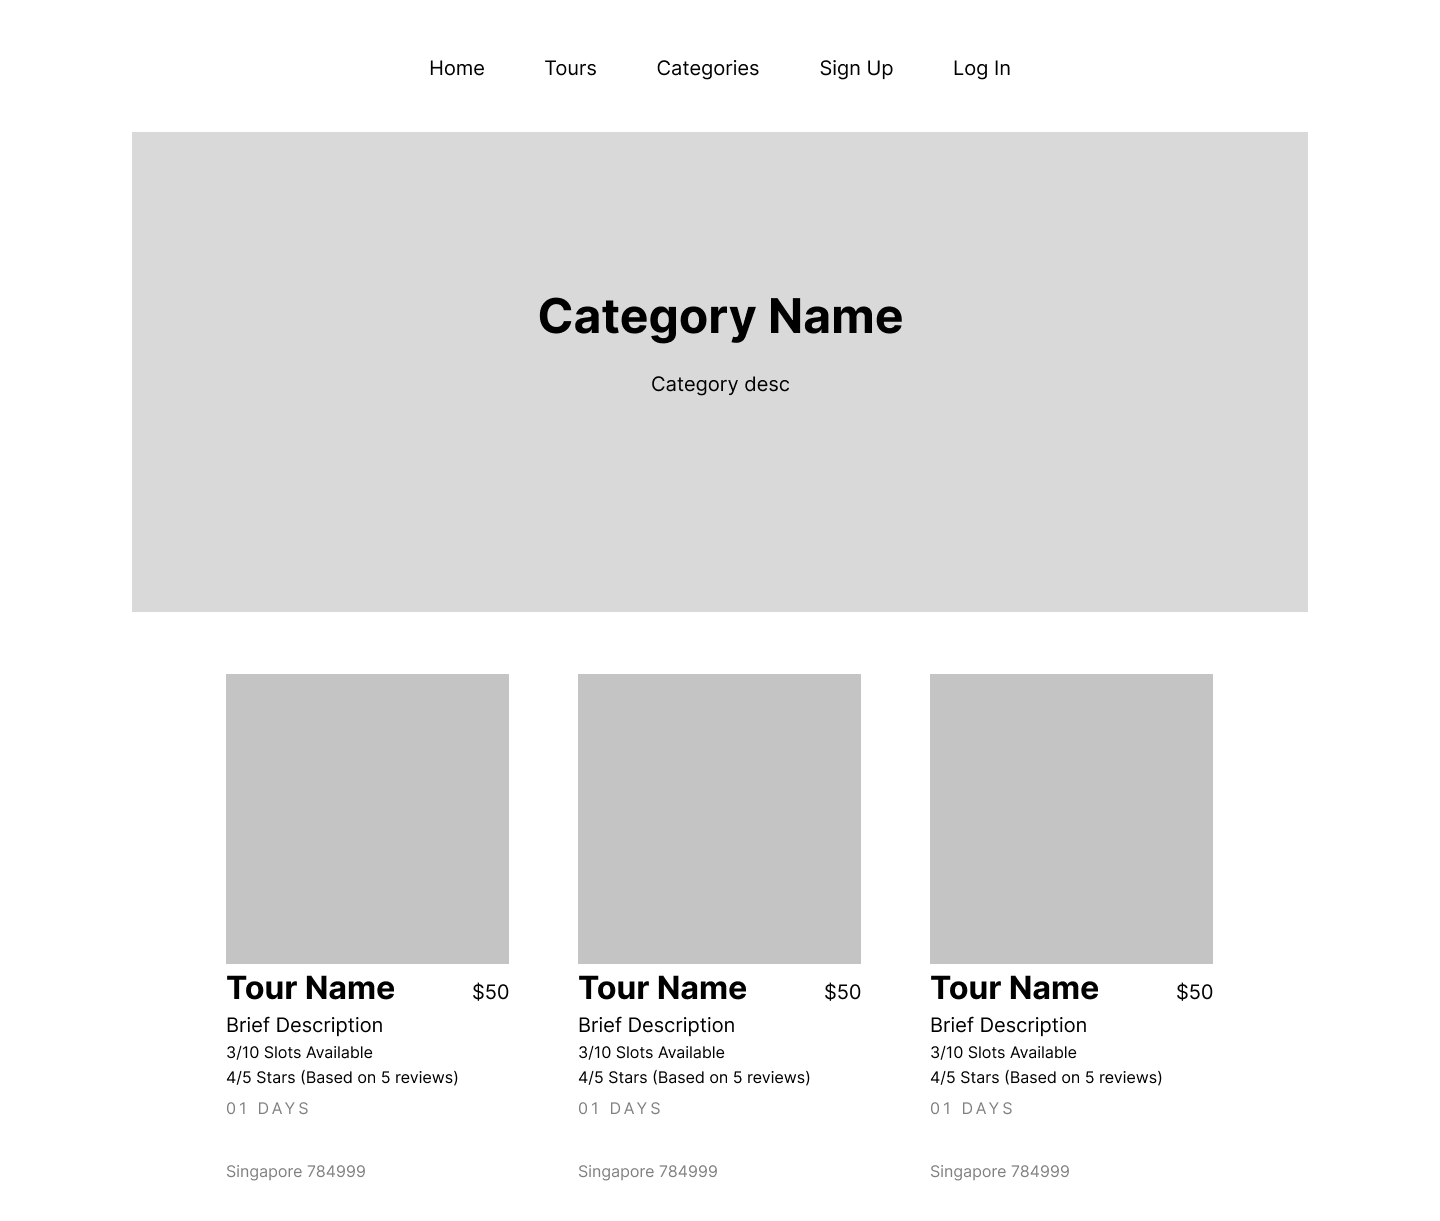 Home Tours Categories Sign Up Log In
Category Name
Category desc
Tour Name $50
Brief Description
3/10 Slots Available
4/5 Stars (Based on 5 reviews)
01 DAYS
Singapore 784999
Tour Name $50
Brief Description
3/10 Slots Available
4/5 Stars (Based on 5 reviews)
01 DAYS
Singapore 784999
Tour Name $50
Brief Description
3/10 Slots Available
4/5 Stars (Based on 5 reviews)
01 DAYS
Singapore 784999